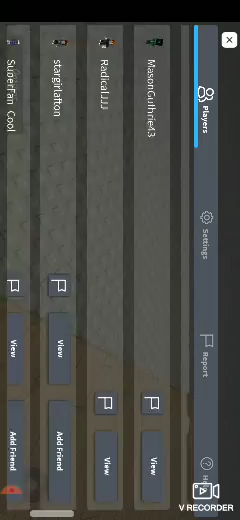 Players
Settings
Report
MasonGuthrie43
View
RadicalJJJ
View
stargirlafton
View
Add Friend
SuperFan_Cool
View
Add Friend
V RECORDER